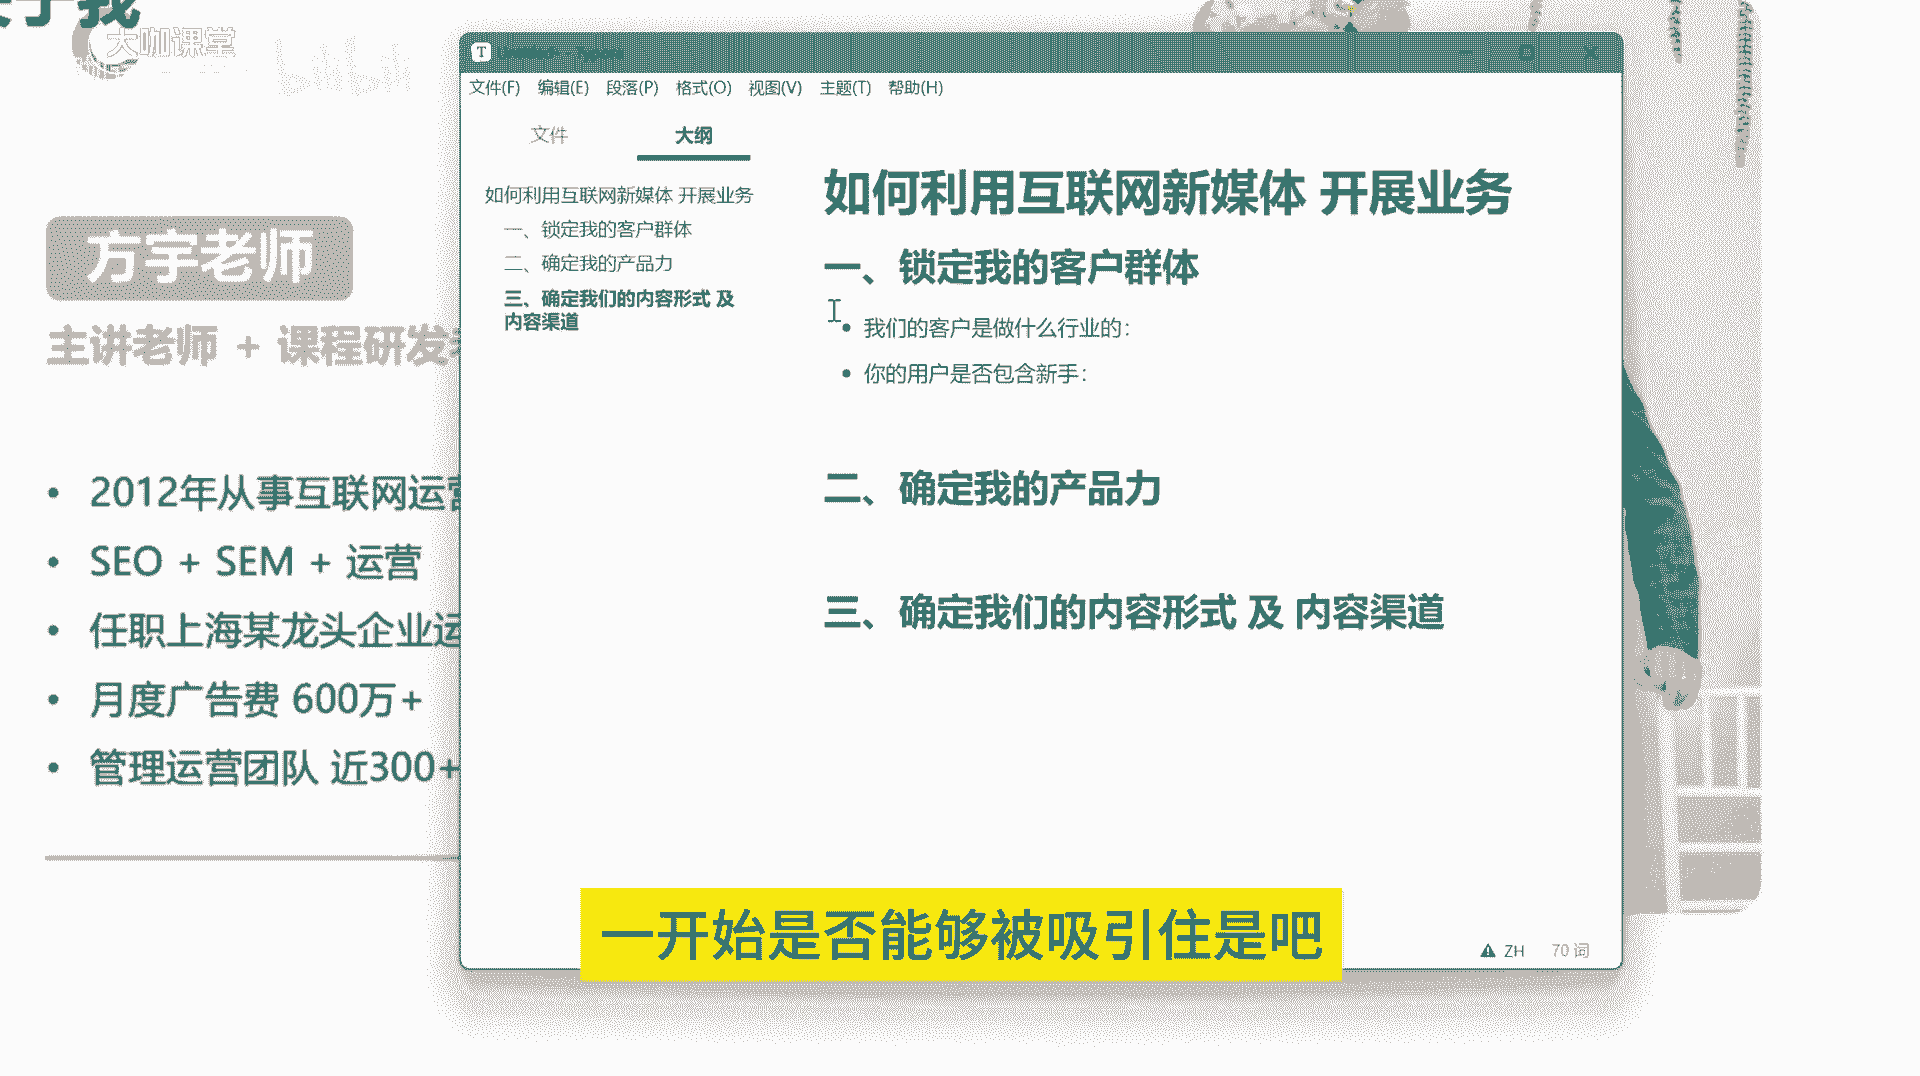 大咖课堂
bilibili
方宇老师
主讲老师 + 课程研发
2012年从事互联网运营
SEO + SEM + 运营
任职上海某龙头企业运
月度广告费 600万+
管理运营团队 近300+
T
文件(F) 编辑(E) 段落(P) 格式(O) 视图(V) 主题(T) 帮助(H)
文件 大纲
如何利用互联网新媒体 开展业务
一、锁定我的客户群体
二、确定我的产品力
三、确定我们的内容形式 及
内容渠道
如何利用互联网新媒体 开展业务
一、锁定我的客户群体
我们的客户是做什么行业的：
你的用户是否包含新手：
二、确定我的产品力
三、确定我们的内容形式 及 内容渠道
ZH 70 词
一开始是否能够被吸引住是吧